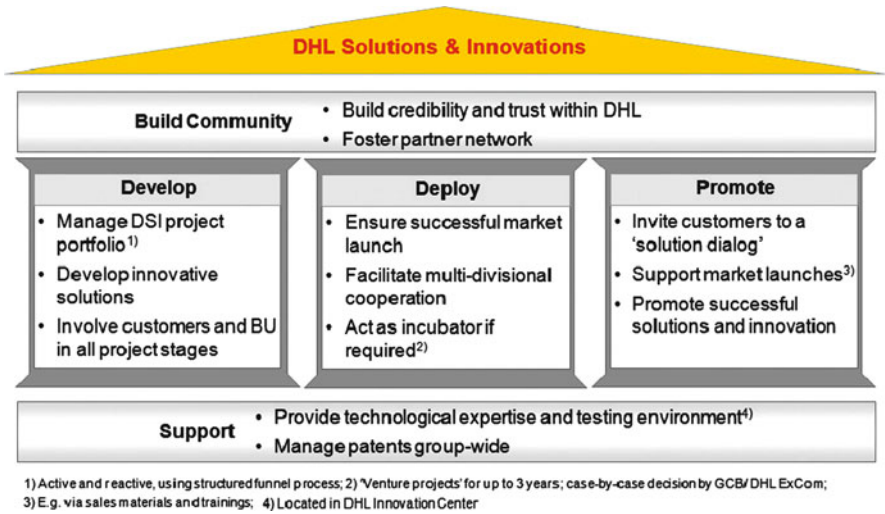 DHL Solutions & Innovations
Build Community
• Build credibility and trust within DHL
• Foster partner network
Develop
• Manage DSI project
portfolio1)
• Develop innovative
solutions
• Involve customers and BU
in all project stages
Deploy
• Ensure successful market
launch
• Facilitate multi-divisional
cooperation
• Act as incubator if
required2)
Promote
• Invite customers to a
‘solution dialog’
• Support market launches3)
• Promote successful
solutions and innovation
Support
• Provide technological expertise and testing environment4)
• Manage patents group-wide
1) Active and reactive, using structured funnel process; 2) ‘Venture projects’ for up to 3 years; case-by-case decision by GCB/ DHL ExCom;
3) E.g. via sales materials and trainings; 4) Located in DHL Innovation Center